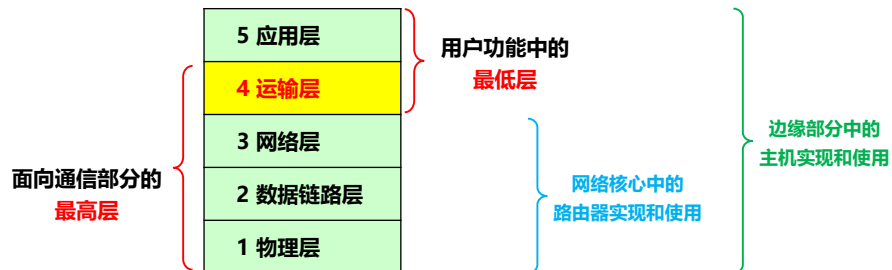 5 应用层
4 运输层
3 网络层
2 数据链路层
1 物理层
用户功能中的
最低层
面向通信部分的
最高层
网络核心中的
路由器实现和使用
边缘部分中的
主机实现和使用